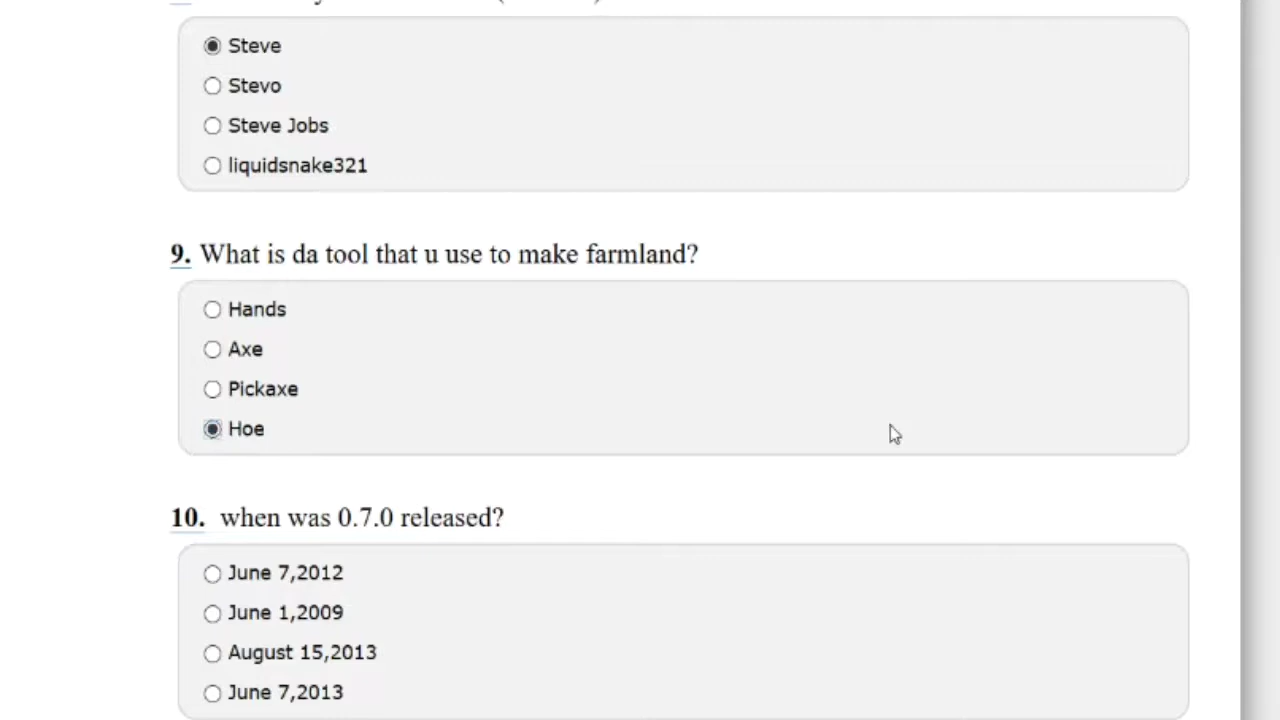 Steve
Stevo
Steve Jobs
liquidsnake321
9. What is da tool that u use to make farmland?
Hands
Axe
Pickaxe
Hoe
10. when was 0.7.0 released?
June 7,2012
June 1,2009
August 15,2013
June 7,2013